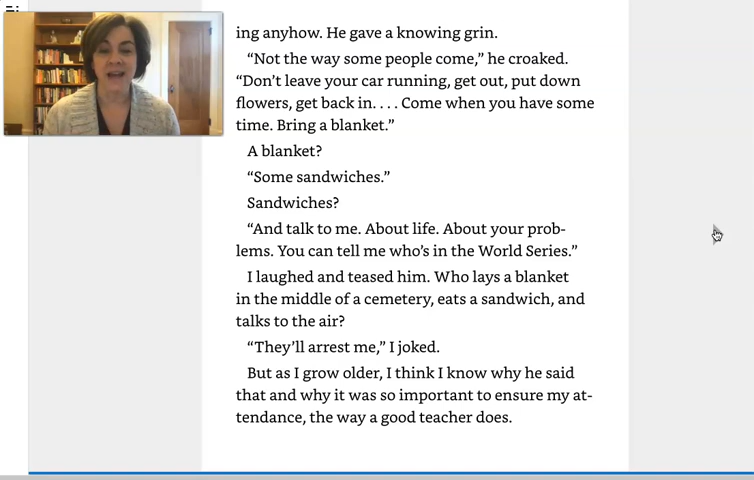 ing anyhow. He gave a knowing grin.
“Not the way some people come,” he croaked.
“Don’t leave your car running, get out, put down
flowers, get back in. . . . Come when you have some
time. Bring a blanket.”
A blanket?
“Some sandwiches.”
Sandwiches?
“And talk to me. About life. About your prob-
lems. You can tell me who’s in the World Series.”
I laughed and teased him. Who lays a blanket
in the middle of a cemetery, eats a sandwich, and
talks to the air?
“They’ll arrest me,” I joked.
But as I grow older, I think I know why he said
that and why it was so important to ensure my at-
tendance, the way a good teacher does.